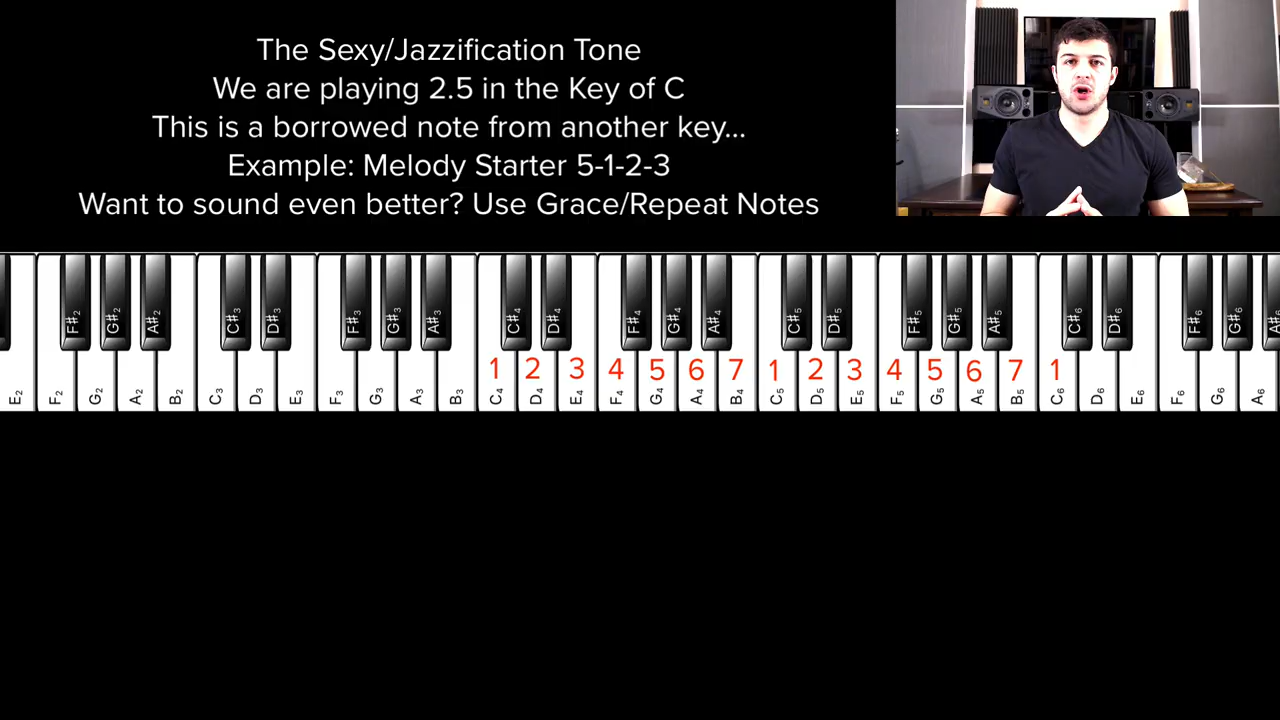 The Sexy/Jazzification Tone
We are playing 2.5 in the Key of C
This is a borrowed note from another key...
Example: Melody Starter 5-1-2-3
Want to sound even better? Use Grace/Repeat Notes
F#2 G#2 A#2 C#3 D#3 F#3 G#3 A#3 C#4 D#4 F#4 G#4 A#4 C#5 D#5 F#5 G#5 A#5 C#6 D#6 F#6 G#6 A#6
1 2 3 4 5 6 7 1 2 3 4 5 6 7 1
E2 F2 G2 A2 B2 C3 D3 E3 F3 G3 A3 B3 C4 D4 E4 F4 G4 A4 B4 C5 D5 E5 F5 G5 A5 B5 C6 D6 E6 F6 G6 A6